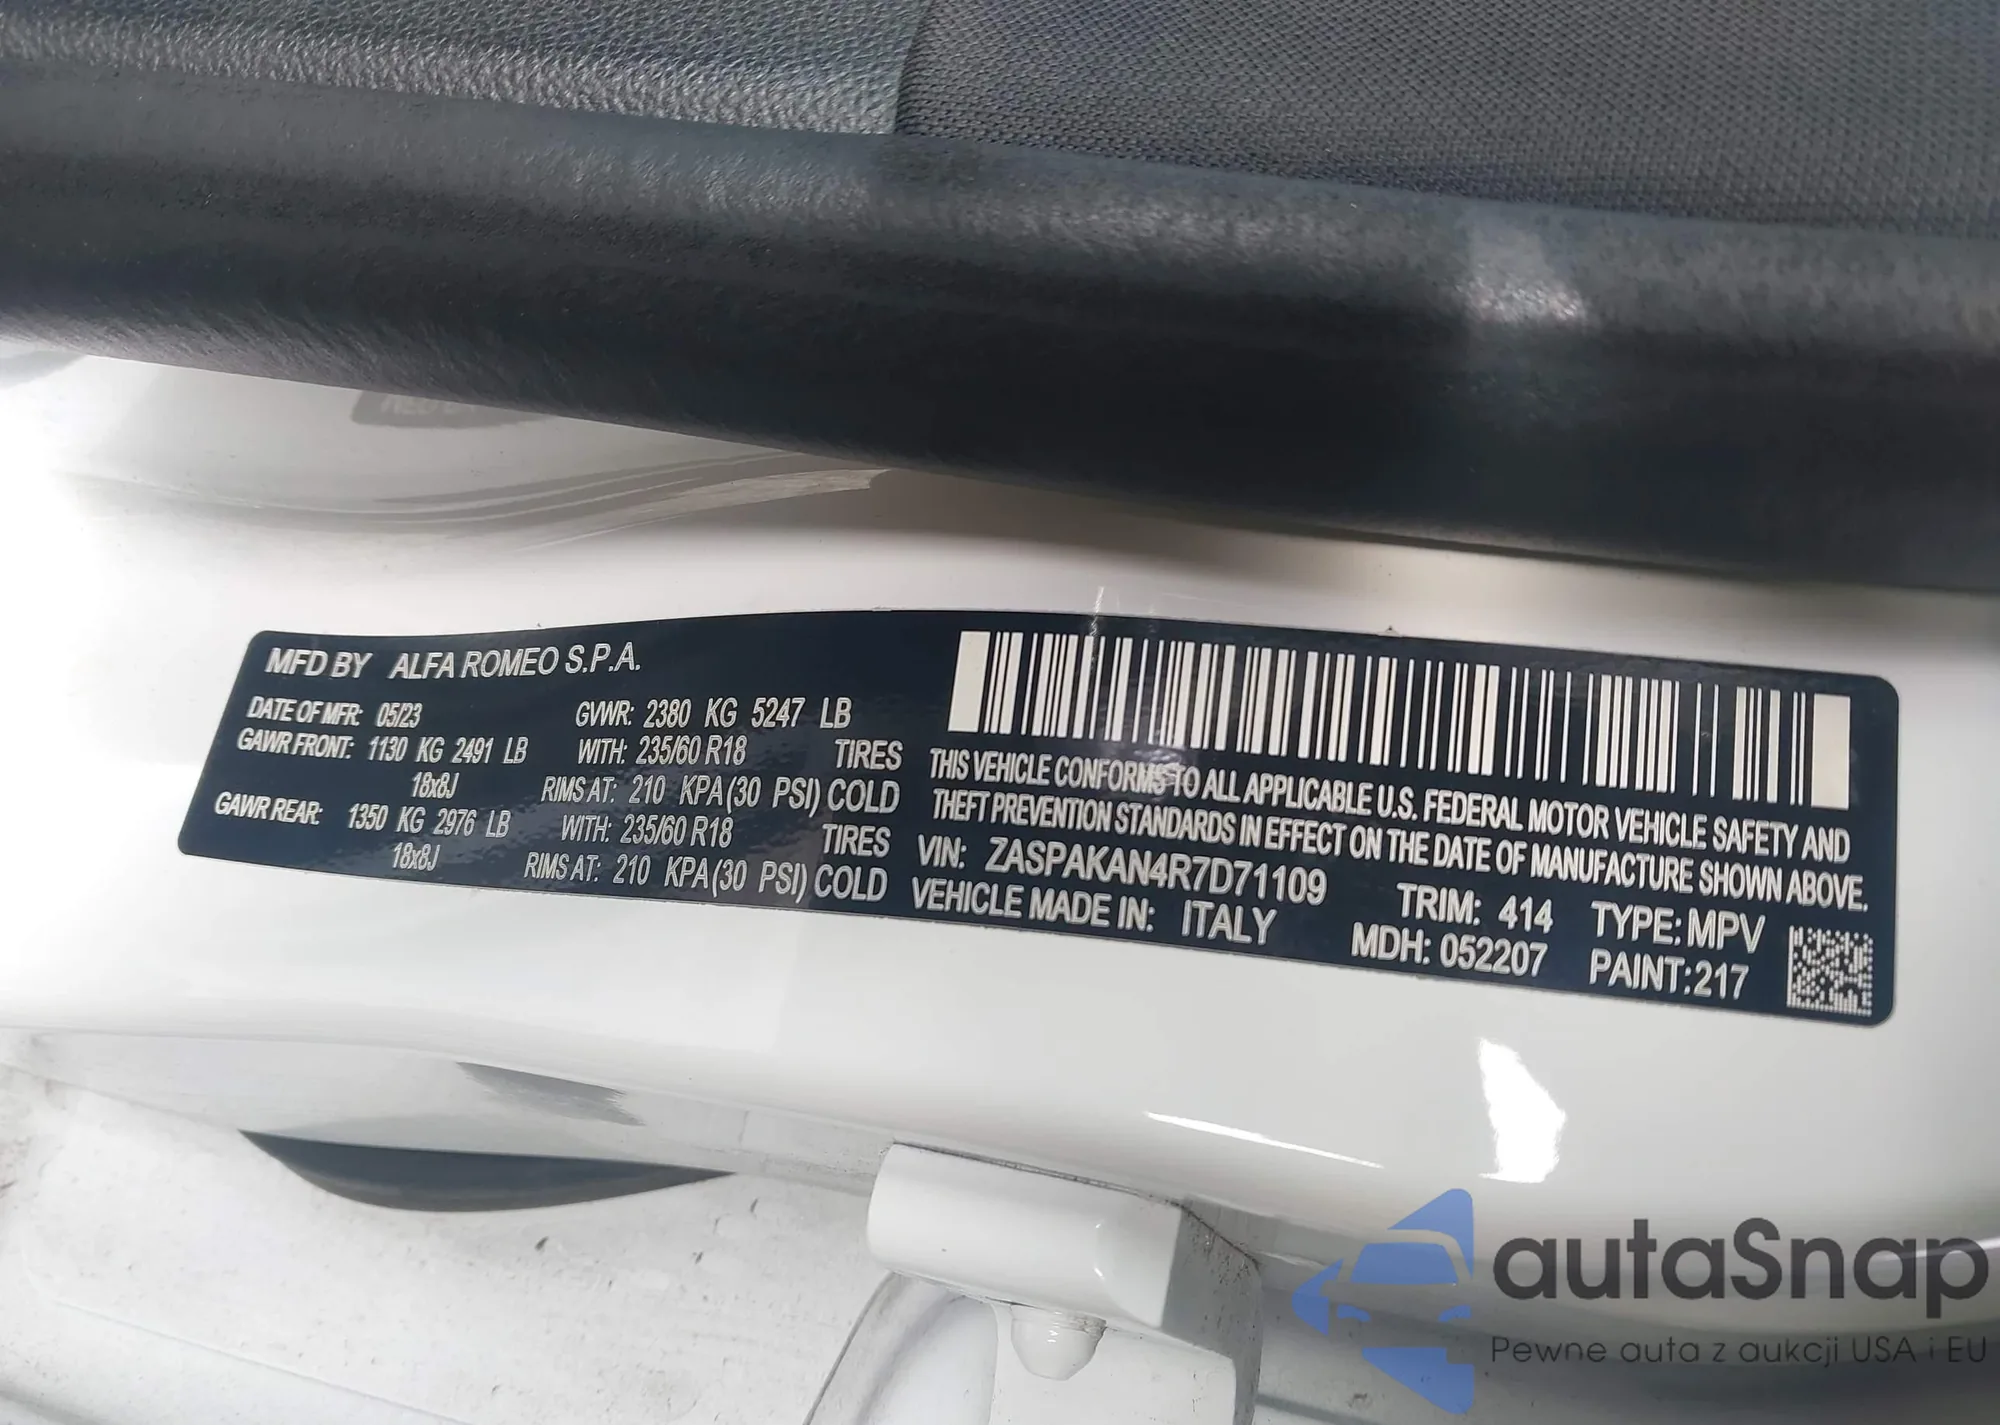 MFD BY ALFA ROMEO S.P.A.
DATE OF MFR: 05/23 GVWR: 2380 KG 5247 LB
GAWR FRONT: 1130 KG 2491 LB WITH: 235/60 R18 TIRES
18x8J RIMS AT: 210 KPA(30 PSI) COLD
GAWR REAR: 1350 KG 2976 LB WITH: 235/60 R18 TIRES
18x8J RIMS AT: 210 KPA(30 PSI) COLD
THIS VEHICLE CONFORMS TO ALL APPLICABLE U.S. FEDERAL MOTOR VEHICLE SAFETY AND
THEFT PREVENTION STANDARDS IN EFFECT ON THE DATE OF MANUFACTURE SHOWN ABOVE.
VIN: ZASPAKAN4R7D71109 TRIM: 414 TYPE: MPV
VEHICLE MADE IN: ITALY MDH: 052207 PAINT: 217
autaSnap
Pewne auta z aukcji USA i EU